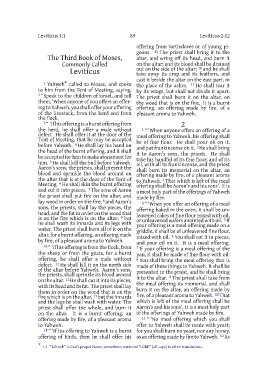 Leviticus 1:1
89
Leviticus 2:12
The Third Book of Moses,
Commonly Called
Leviticus
1 Yahweh* called to Moses, and spoke
to him from the Tent of Meeting, saying,
2 "Speak to the children of Israel, and tell
them, 'When anyone of you offers an offer-
ing to Yahweh, you shall offer your offering
of the livestock, from the herd and from
the flock.
3 "'If his offering is a burnt offering from
the herd, he shall offer a male without
defect. He shall offer it at the door of the
Tent of Meeting, that he may be accepted
before Yahweh. 4 He shall lay his hand on
the head of the burnt offering, and it shall
be accepted for him to make atonement for
him. 5 He shall kill the bull before Yahweh.
Aaron's sons, the priests, shall present the
blood and sprinkle the blood around on
the altar that is at the door of the Tent of
Meeting. 6 He shall skin the burnt offering
and cut it into pieces. 7 The sons of Aaron
the priest shall put fire on the altar, and
lay wood in order on the fire; 8 and Aaron's
sons, the priests, shall lay the pieces, the
head, and the fat in order on the wood that
is on the fire which is on the altar; 9 but
he shall wash its innards and its legs with
water. The priest shall burn all of it on the
altar, for a burnt offering, an offering made
by fire, of a pleasant aroma to Yahweh.
10 "'If his offering is from the flock, from
the sheep or from the goats, for a burnt
offering, he shall offer a male without
defect. 11 He shall kill it on the north side
of the altar before Yahweh. Aaron's sons,
the priests, shall sprinkle its blood around
on the altar. 12 He shall cut it into its pieces,
with its head and its fat. The priest shall lay
them in order on the wood that is on the
fire which is on the altar, 13 but the innards
and the legs he shall wash with water. The
priest shall offer the whole, and burn it
on the altar. It is a burnt offering, an
offering made by fire, of a pleasant aroma
to Yahweh.
14 "'If his offering to Yahweh is a burnt
offering of birds, then he shall offer his
offering from turtledoves or of young pi-
geons. 15 The priest shall bring it to the
altar, and wring off its head, and burn it
on the altar; and its blood shall be drained
out on the side of the altar; 16 and he shall
take away its crop and its feathers, and
cast it beside the altar on the east part, in
the place of the ashes. 17 He shall tear it
by its wings, but shall not divide it apart.
The priest shall burn it on the altar, on
the wood that is on the fire. It is a burnt
offering, an offering made by fire, of a
pleasant aroma to Yahweh.
2
1 "'When anyone offers an offering of a
meal offering to Yahweh, his offering shall
be of fine flour. He shall pour oil on it,
and put frankincense on it. 2 He shall bring
it to Aaron's sons, the priests. He shall
take his handful of its fine flour, and of its
oil, with all its frankincense, and the priest
shall burn its memorial on the altar, an
offering made by fire, of a pleasant aroma
to Yahweh. 3 That which is left of the meal
offering shall be Aaron's and his sons'. It is
a most holy part of the offerings of Yahweh
made by fire.
4 "'When you offer an offering of a meal
offering baked in the oven, it shall be un-
leavened cakes of fine flour mixed with oil,
or unleavened wafers anointed with oil. 5 If
your offering is a meal offering made on a
griddle, it shall be of unleavened fine flour,
mixed with oil. 6 You shall cut it in pieces,
and pour oil on it. It is a meal offering.
7 If your offering is a meal offering of the
pan, it shall be made of fine flour with oil.
8 You shall bring the meal offering that is
made of these things to Yahweh. It shall be
presented to the priest, and he shall bring
it to the altar. 9 The priest shall take from
the meal offering its memorial, and shall
burn it on the altar, an offering made by
fire, of a pleasant aroma to Yahweh. 10 That
which is left of the meal offering shall be
Aaron's and his sons'. It is a most holy part
of the offerings of Yahweh made by fire.
11 "'No meal offering which you shall
offer to Yahweh shall be made with yeast;
for you shall burn no yeast, nor any honey,
as an offering made by fire to Yahweh. 12 As
* 1:1 "Yahweh" is God's proper Name, sometimes rendered "LORD" (all caps) in other translations.